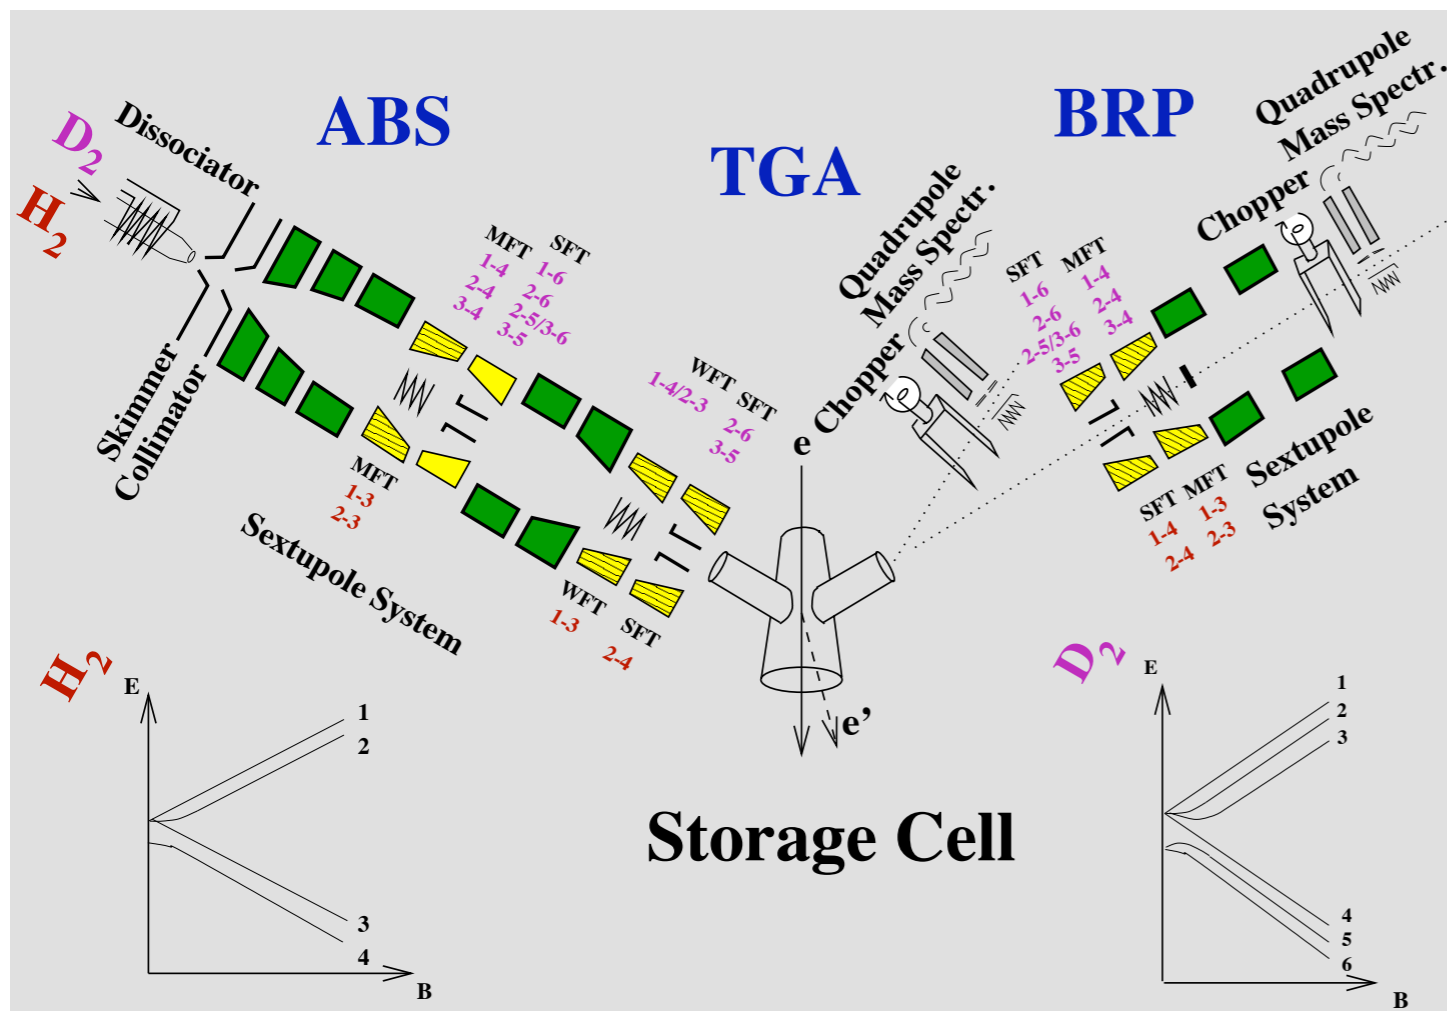 ABS
TGA
BRP
D2
H2
Dissociator
Skimmer
Collimator
MFT
1-4
2-4
3-4
SFT
1-6
2-6
2-5/3-6
3-5
MFT
1-3
2-3
Sextupole System
WFT
1-4/2-3
SFT
2-6
3-5
WFT
1-3
SFT
2-4
Quadrupole
Mass Spectr.
Chopper
e
e’
SFT
1-6
2-6
2-5/3-6
3-5
MFT
1-4
2-4
3-4
Quadrupole
Mass Spectr.
Chopper
SFT
1-4
2-4
MFT
1-3
2-3
Sextupole
System
Storage Cell
H2
E
1
2
3
4
B
D2
E
1
2
3
4
5
6
B